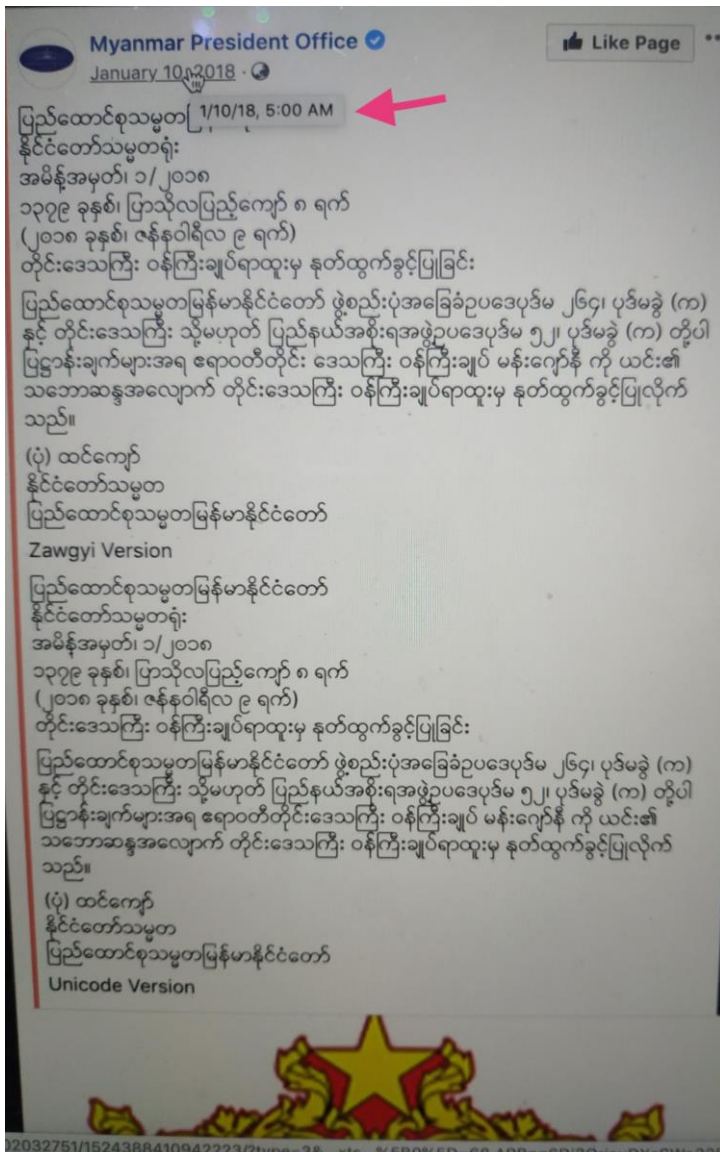 Myanmar President Office
Like Page
January 10, 2018
1/10/18, 5:00 AM
ပြည်ထောင်စုသမ္မတ
နိုင်ငံတော်သမ္မတရုံး
အမိန့်အမှတ်၊ ၁/၂၀၁၈
၁၃၇၉ ခုနှစ်၊ ပြာသိုလပြည့်ကျော် ၈ ရက်
(၂၀၁၈ ခုနှစ်၊ ဇန်နဝါရီလ ၉ ရက်)
တိုင်းဒေသကြီး ဝန်ကြီးချုပ်ရာထူးမှ နုတ်ထွက်ခွင့်ပြုခြင်း
ပြည်ထောင်စုသမ္မတမြန်မာနိုင်ငံတော် ဖွဲ့စည်းပုံအခြေခံဥပဒေပုဒ်မ ၂၆၄၊ ပုဒ်မခွဲ (က)
နှင့် တိုင်းဒေသကြီး သို့မဟုတ် ပြည်နယ်အစိုးရအဖွဲ့ဥပဒေပုဒ်မ ၅၂၊ ပုဒ်မခွဲ (က) တို့ပါ
ပြဋ္ဌာန်းချက်များအရ ဧရာဝတီတိုင်း ဒေသကြီး ဝန်ကြီးချုပ် မန်းဂျော်နီ ကို ယင်း၏
သဘောဆန္ဒအလျောက် တိုင်းဒေသကြီး ဝန်ကြီးချုပ်ရာထူးမှ နုတ်ထွက်ခွင့်ပြုလိုက်
သည်။
(ပုံ) ထင်ကျော်
နိုင်ငံတော်သမ္မတ
ပြည်ထောင်စုသမ္မတမြန်မာနိုင်ငံတော်
Zawgyi Version
ပြည်ထောင်စုသမ္မတမြန်မာနိုင်ငံတော်
နိုင်ငံတော်သမ္မတရုံး
အမိန့်အမှတ်၊ ၁/၂၀၁၈
၁၃၇၉ ခုနှစ်၊ ပြာသိုလပြည့်ကျော် ၈ ရက်
(၂၀၁၈ ခုနှစ်၊ ဇန်နဝါရီလ ၉ ရက်)
တိုင်းဒေသကြီး ဝန်ကြီးချုပ်ရာထူးမှ နုတ်ထွက်ခွင့်ပြုခြင်း
ပြည်ထောင်စုသမ္မတမြန်မာနိုင်ငံတော် ဖွဲ့စည်းပုံအခြေခံဥပဒေပုဒ်မ ၂၆၄၊ ပုဒ်မခွဲ (က)
နှင့် တိုင်းဒေသကြီး သို့မဟုတ် ပြည်နယ်အစိုးရအဖွဲ့ဥပဒေပုဒ်မ ၅၂၊ ပုဒ်မခွဲ (က) တို့ပါ
ပြဋ္ဌာန်းချက်များအရ ဧရာဝတီတိုင်းဒေသကြီး ဝန်ကြီးချုပ် မန်းဂျော်နီ ကို ယင်း၏
သဘောဆန္ဒအလျောက် တိုင်းဒေသကြီး ဝန်ကြီးချုပ်ရာထူးမှ နုတ်ထွက်ခွင့်ပြုလိုက်
သည်။
(ပုံ) ထင်ကျော်
နိုင်ငံတော်သမ္မတ
ပြည်ထောင်စုသမ္မတမြန်မာနိုင်ငံတော်
Unicode Version